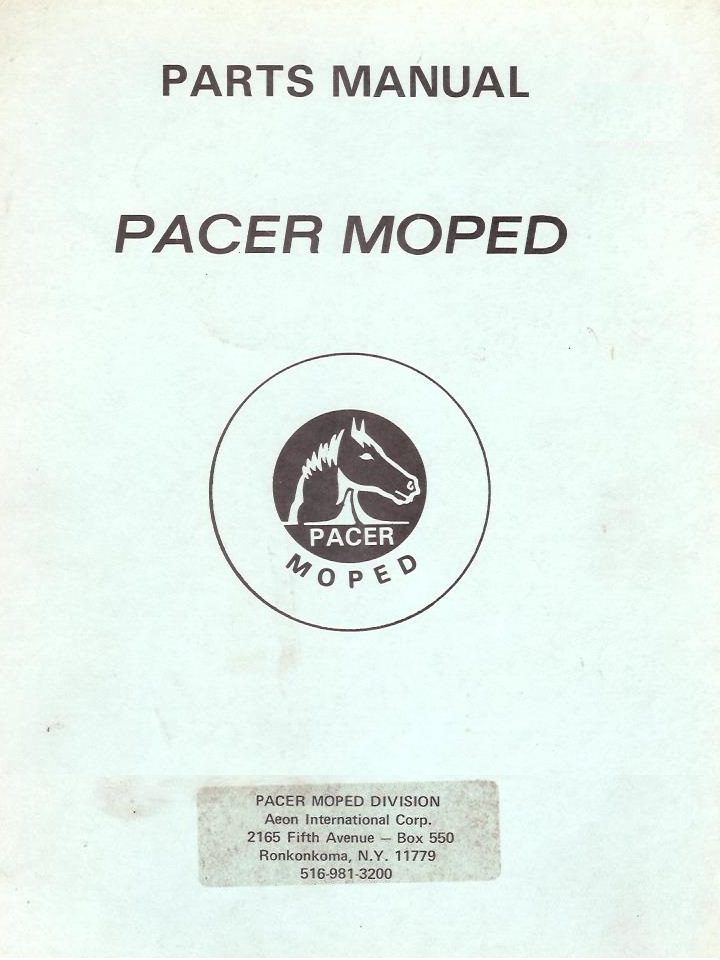 PARTS MANUAL
PACER MOPED
PACER
MOPED
PACER MOPED DIVISION
Aeon International Corp.
2165 Fifth Avenue — Box 550
Ronkonkoma, N.Y. 11779
516-981-3200